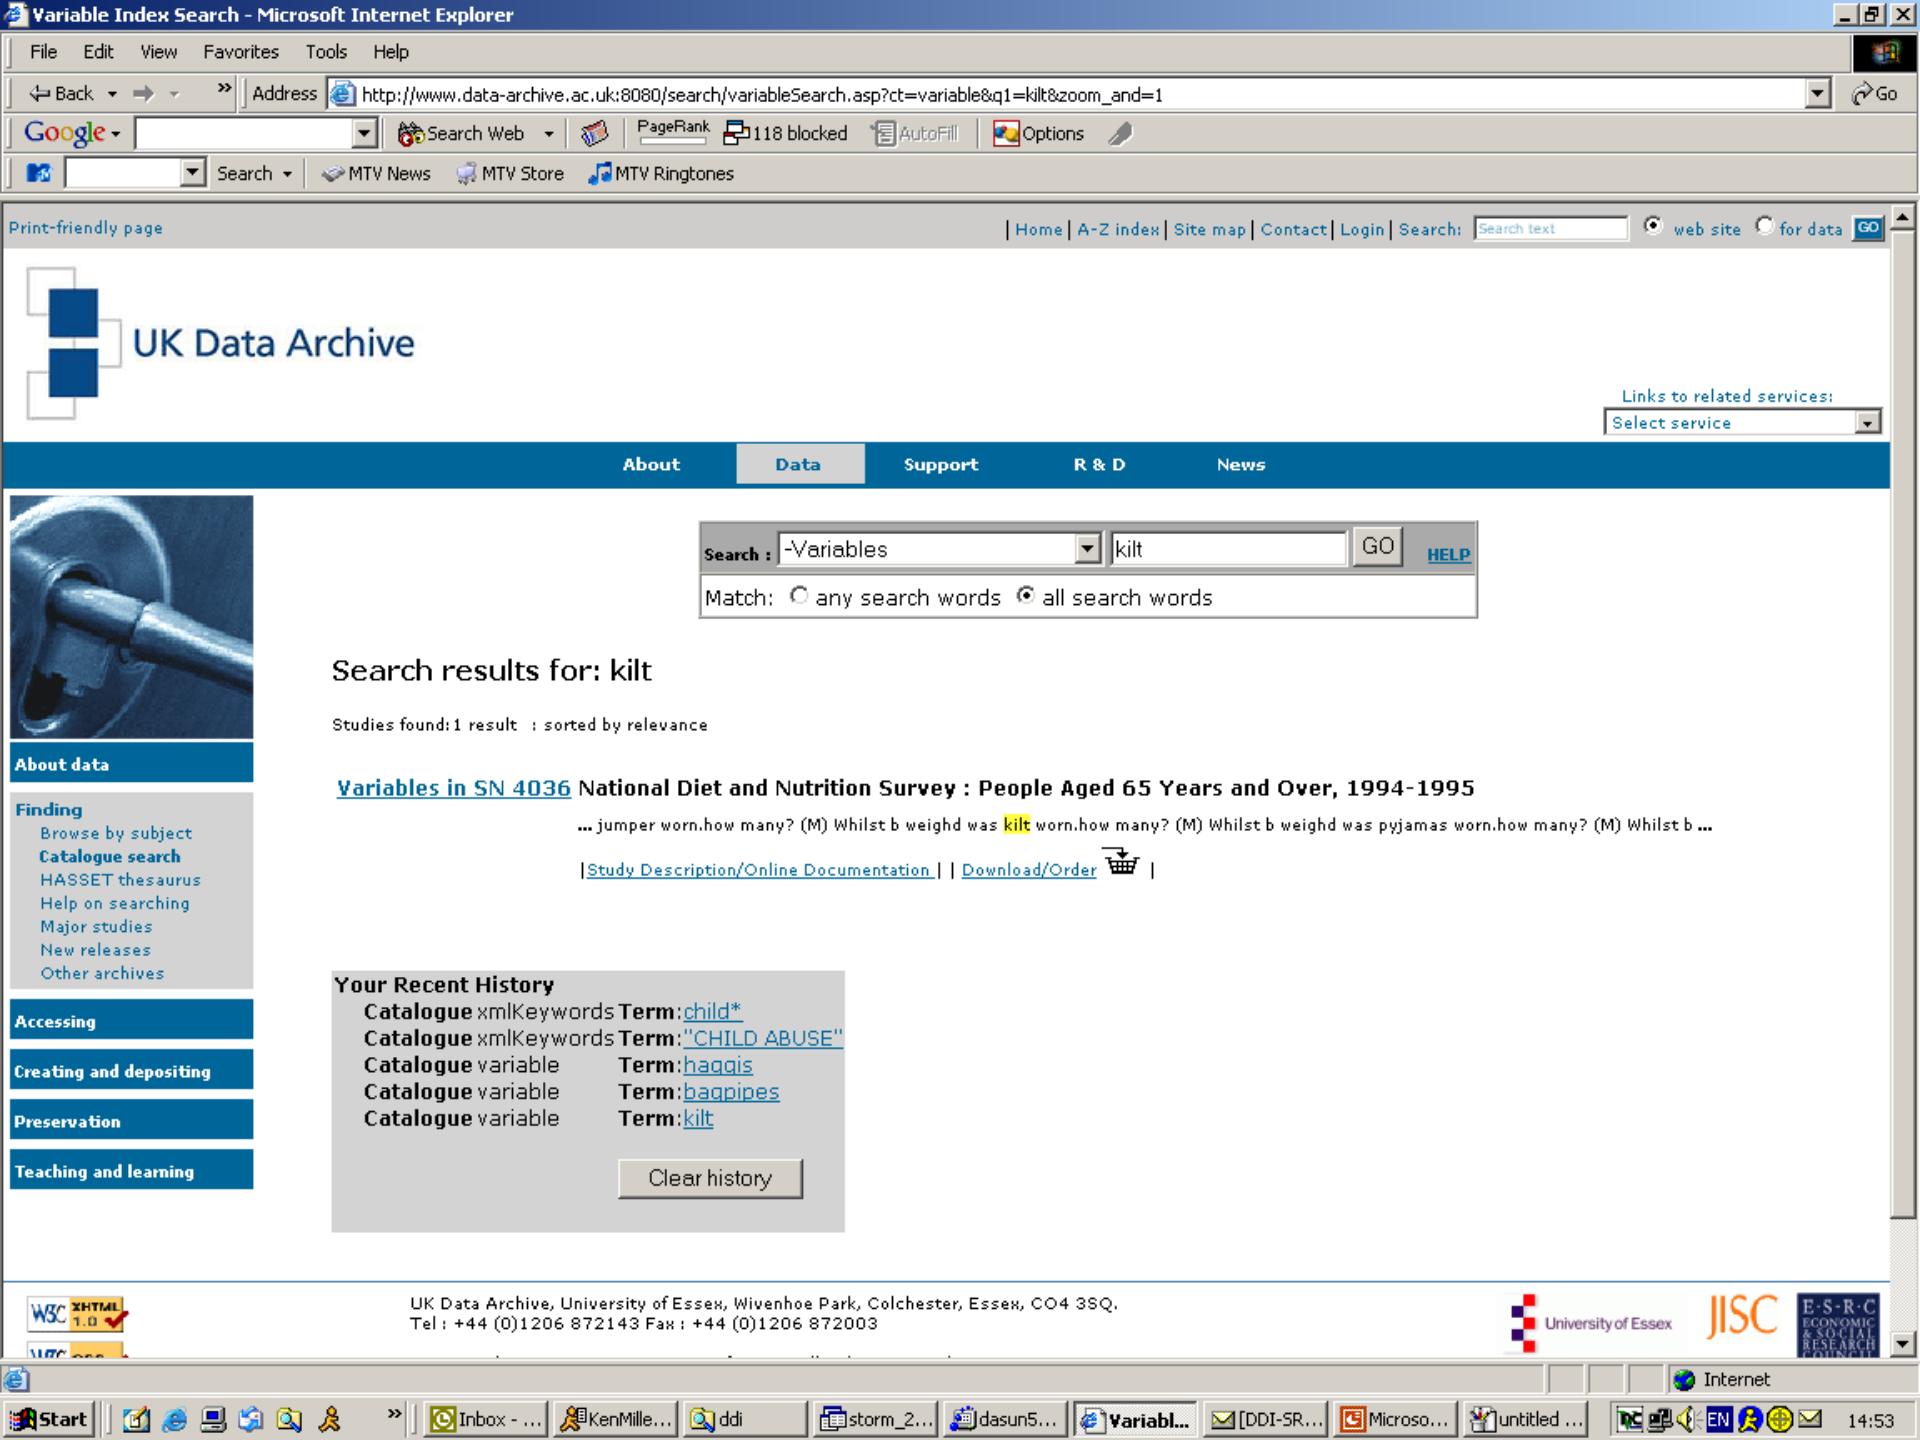 Variable Index Search - Microsoft Internet Explorer
File Edit View Favorites Tools Help
Back » Address http://www.data-archive.ac.uk:8080/search/variableSearch.asp?ct=variable&q1=kilt&zoom_and=1 Go
Google Search Web PageRank 118 blocked AutoFill Options
Search MTV News MTV Store MTV Ringtones
Print-friendly page | Home | A-Z index | Site map | Contact | Login | Search: Search text web site for data GO
UK Data Archive
Links to related services:
Select service
About Data Support R & D News
Search : -Variables kilt GO HELP
Match: any search words all search words
Search results for: kilt
Studies found:1 result : sorted by relevance
Variables in SN 4036 National Diet and Nutrition Survey : People Aged 65 Years and Over, 1994-1995
... jumper worn.how many? (M) Whilst b weighd was kilt worn.how many? (M) Whilst b weighd was pyjamas worn.how many? (M) Whilst b ...
|Study Description/Online Documentation | | Download/Order |
About data
Finding
Browse by subject
Catalogue search
HASSET thesaurus
Help on searching
Major studies
New releases
Other archives
Accessing
Creating and depositing
Preservation
Teaching and learning
Your Recent History
Catalogue xmlKeywords Term:child*
Catalogue xmlKeywords Term:"CHILD ABUSE"
Catalogue variable Term:haggis
Catalogue variable Term:bagpipes
Catalogue variable Term:kilt
Clear history
W3C XHTML 1.0
UK Data Archive, University of Essex, Wivenhoe Park, Colchester, Essex, CO4 3SQ.
Tel : +44 (0)1206 872143 Fax : +44 (0)1206 872003
University of Essex
JISC
E·S·R·C
ECONOMIC
& SOCIAL
RESEARCH
COUNCIL
Internet
Start » Inbox - ... KenMille... ddi storm_2... dasun5... Variabl... [DDI-SR... Microso... untitled ... EN 14:53